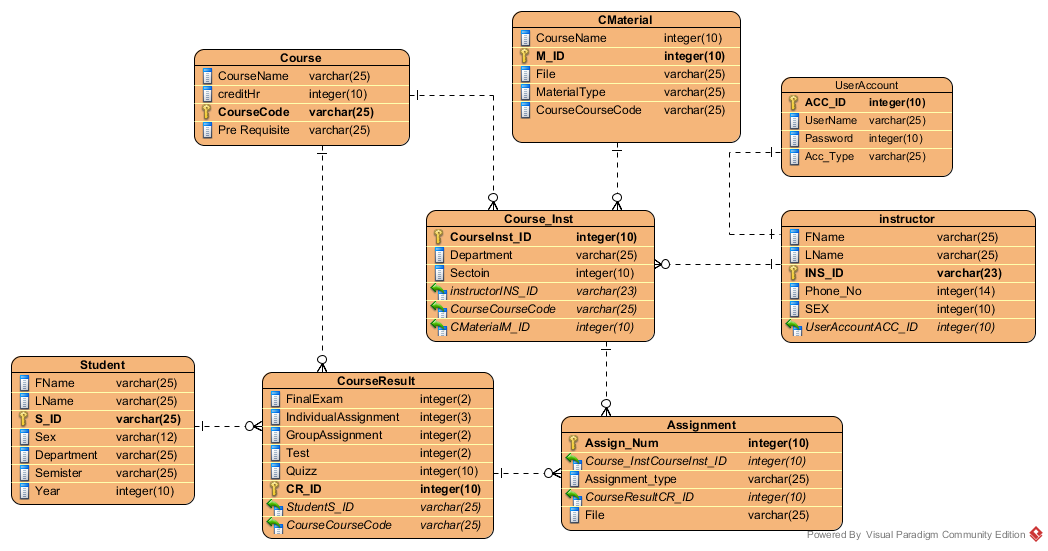 CMaterial
CourseName integer(10)
M_ID integer(10)
File varchar(25)
MaterialType varchar(25)
CourseCourseCode varchar(25)
Course
CourseName varchar(25)
creditHr integer(10)
CourseCode varchar(25)
Pre Requisite varchar(25)
UserAccount
ACC_ID integer(10)
UserName varchar(25)
Password integer(10)
Acc_Type varchar(25)
Course_Inst
CourseInst_ID integer(10)
Department varchar(25)
Sectoin integer(10)
instructorINS_ID varchar(23)
CourseCourseCode varchar(25)
CMaterialM_ID integer(10)
instructor
FName varchar(25)
LName varchar(25)
INS_ID varchar(23)
Phone_No integer(14)
SEX integer(10)
UserAccountACC_ID integer(10)
Student
FName varchar(25)
LName varchar(25)
S_ID varchar(25)
Sex varchar(12)
Department varchar(25)
Semister varchar(25)
Year integer(10)
CourseResult
FinalExam integer(2)
IndividualAssignment integer(3)
GroupAssignment integer(2)
Test integer(2)
Quizz integer(10)
CR_ID integer(10)
StudentS_ID varchar(25)
CourseCourseCode varchar(25)
Assignment
Assign_Num integer(10)
Course_InstCourseInst_ID integer(10)
Assignment_type varchar(25)
CourseResultCR_ID integer(10)
File varchar(25)
Powered By Visual Paradigm Community Edition